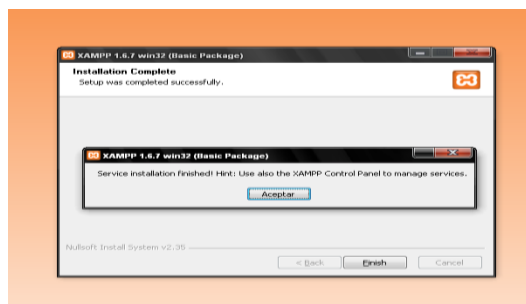 XAMPP 1.6.7 win32 (Basic Package)
Installation Complete
Setup was completed successfully.
XAMPP 1.6.7 win32 (Basic Package)
Service installation finished! Hint: Use also the XAMPP Control Panel to manage services.
Aceptar
Nullsoft Install System v2.35
< Back
Finish
Cancel